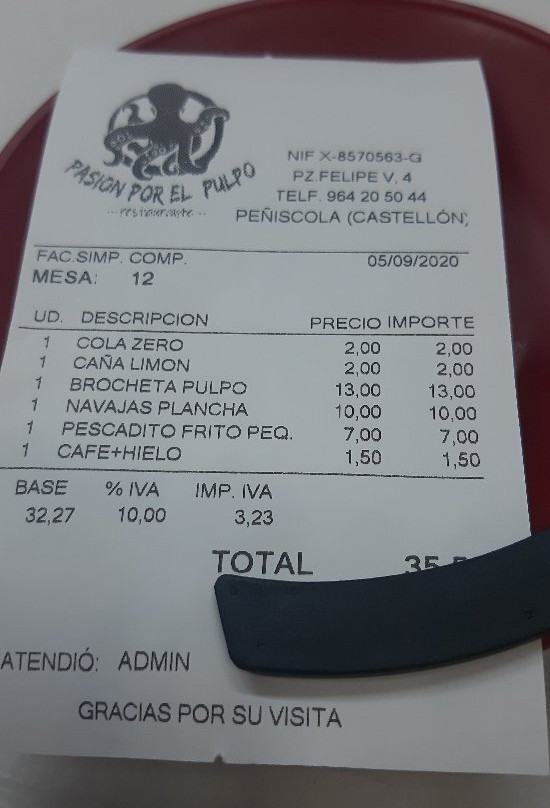 PASION POR EL PULPO
restaurante
NIF X-8570563-G
PZ.FELIPE V, 4
TELF. 964 20 50 44
PEÑISCOLA (CASTELLÓN)
FAC.SIMP. COMP. 05/09/2020
MESA: 12
UD. DESCRIPCION PRECIO IMPORTE
1 COLA ZERO 2,00 2,00
1 CAÑA LIMON 2,00 2,00
1 BROCHETA PULPO 13,00 13,00
1 NAVAJAS PLANCHA 10,00 10,00
1 PESCADITO FRITO PEQ. 7,00 7,00
1 CAFE+HIELO 1,50 1,50
BASE % IVA IMP. IVA
32,27 10,00 3,23
TOTAL
ATENDIÓ: ADMIN
GRACIAS POR SU VISITA